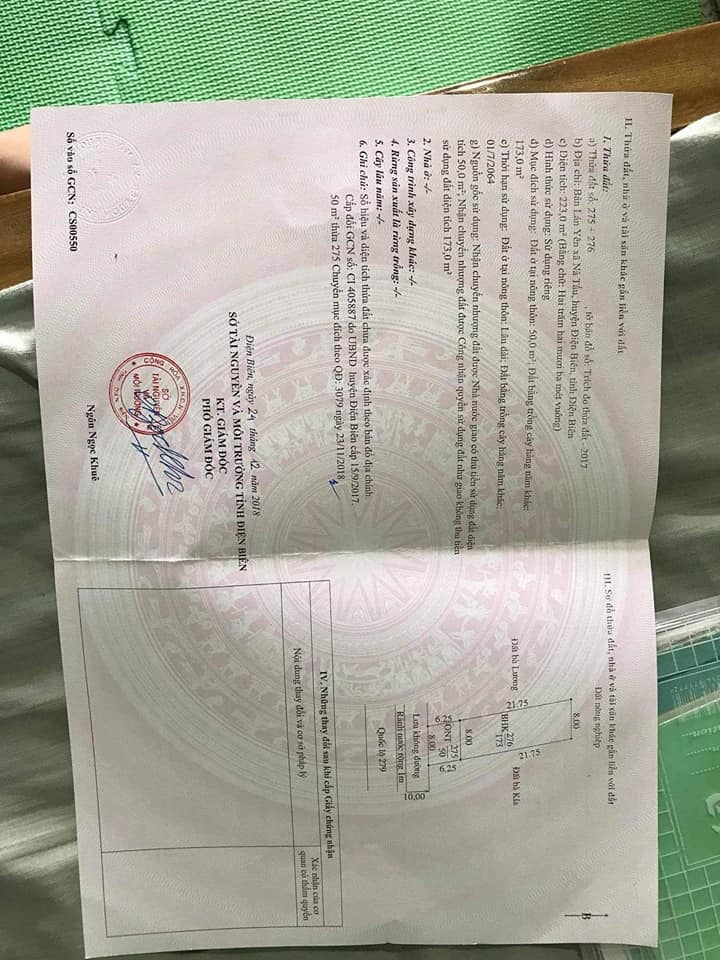 II. Thửa đất, nhà ở và tài sản khác gắn liền với đất
1. Thửa đất:
a) Thửa đất số: 275 + 276 tờ bản đồ số: Trích đo thửa đất - 2017
b) Địa chỉ: Bản Lán Yên xã Nà Tấu, huyện Điện Biên, tỉnh Điện Biên
c) Diện tích: 223,0 m² (Bằng chữ: Hai trăm hai mươi ba mét vuông)
d) Hình thức sử dụng: Sử dụng riêng
đ) Mục đích sử dụng: Đất ở tại nông thôn: 50,0 m²; Đất bằng trồng cây hàng năm khác:
173,0 m²
e) Thời hạn sử dụng: Đất ở tại nông thôn: Lâu dài; Đất bằng trồng cây hàng năm khác:
01/7/2064
g) Nguồn gốc sử dụng: Nhận chuyển nhượng đất được Nhà nước giao có thu tiền sử dụng đất diện
tích 50,0 m²; Nhận chuyển nhượng đất được Công nhận quyền sử dụng đất như giao không thu tiền
sử dụng đất diện tích 173,0 m²
2. Nhà ở: -/-
3. Công trình xây dựng khác: -/-
4. Rừng sản xuất là rừng trồng: -/-
5. Cây lâu năm: -/-
6. Ghi chú: Số hiệu và diện tích thửa đất chưa được xác định theo bản đồ địa chính
Cấp đổi GCN số: CI 405887 do UBND huyện Điện Biên cấp 15/9/2017.
50 m² thửa 275 Chuyển mục đích theo QĐ: 3079 ngày 23/11/2018
Điện Biên, ngày 24 tháng 12 năm 2018
SỞ TÀI NGUYÊN VÀ MÔI TRƯỜNG TỈNH ĐIỆN BIÊN
KT. GIÁM ĐỐC
PHÓ GIÁM ĐỐC
CỘNG HÒA
SỞ
TÀI NGUYÊN
VÀ
MÔI TRƯỜNG
Ngôn Ngọc Khuê
Số vào sổ GCN: CS00550
III. Sơ đồ thửa đất, nhà ở và tài sản khác gắn liền với đất
B
Đất nông nghiệp
8.00
Đất bà Lương
21.75
BHK 276
173
21.75
Đất bà Kía
8.00
6.25
ONT 275
50
6.25
8.00
Lưu không đường
10,00
Rãnh nước rộng 1m
Quốc lộ 279
IV. Những thay đổi sau khi cấp Giấy chứng nhận
Nội dung thay đổi và cơ sở pháp lý
Xác nhận của cơ
quan có thẩm quyền